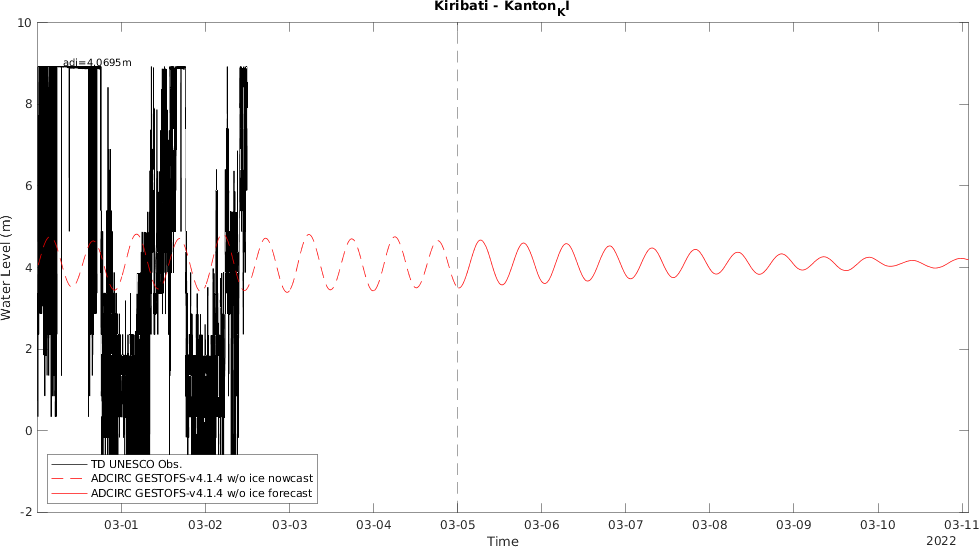 Kiribati - Kanton_KI
10
adj=4.0695m
8
6
4
2
0
-2
Water Level (m)
TD UNESCO Obs.
ADCIRC GESTOFS-v4.1.4 w/o ice nowcast
ADCIRC GESTOFS-v4.1.4 w/o ice forecast
03-01 03-02 03-03 03-04 03-05 03-06 03-07 03-08 03-09 03-10 03-11
Time
2022